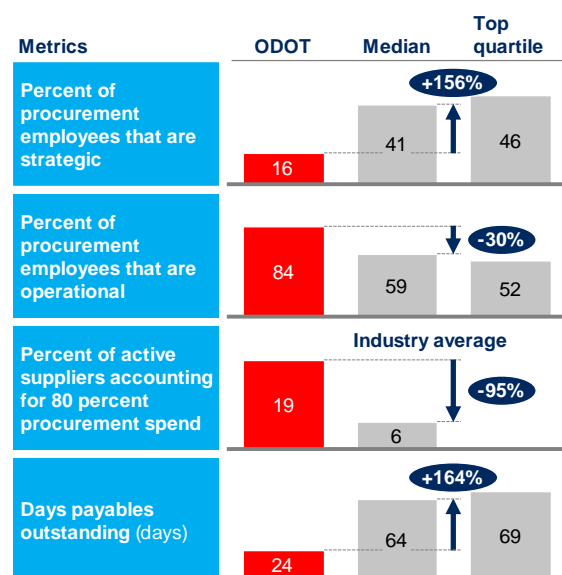 Metrics
ODOT
Median
Top
quartile
Percent of
procurement
employees that are
strategic
16
41
46
+156%
Percent of
procurement
employees that are
operational
84
59
52
-30%
Percent of active
suppliers accounting
for 80 percent
procurement spend
Industry average
19
6
-95%
Days payables
outstanding (days)
24
64
69
+164%